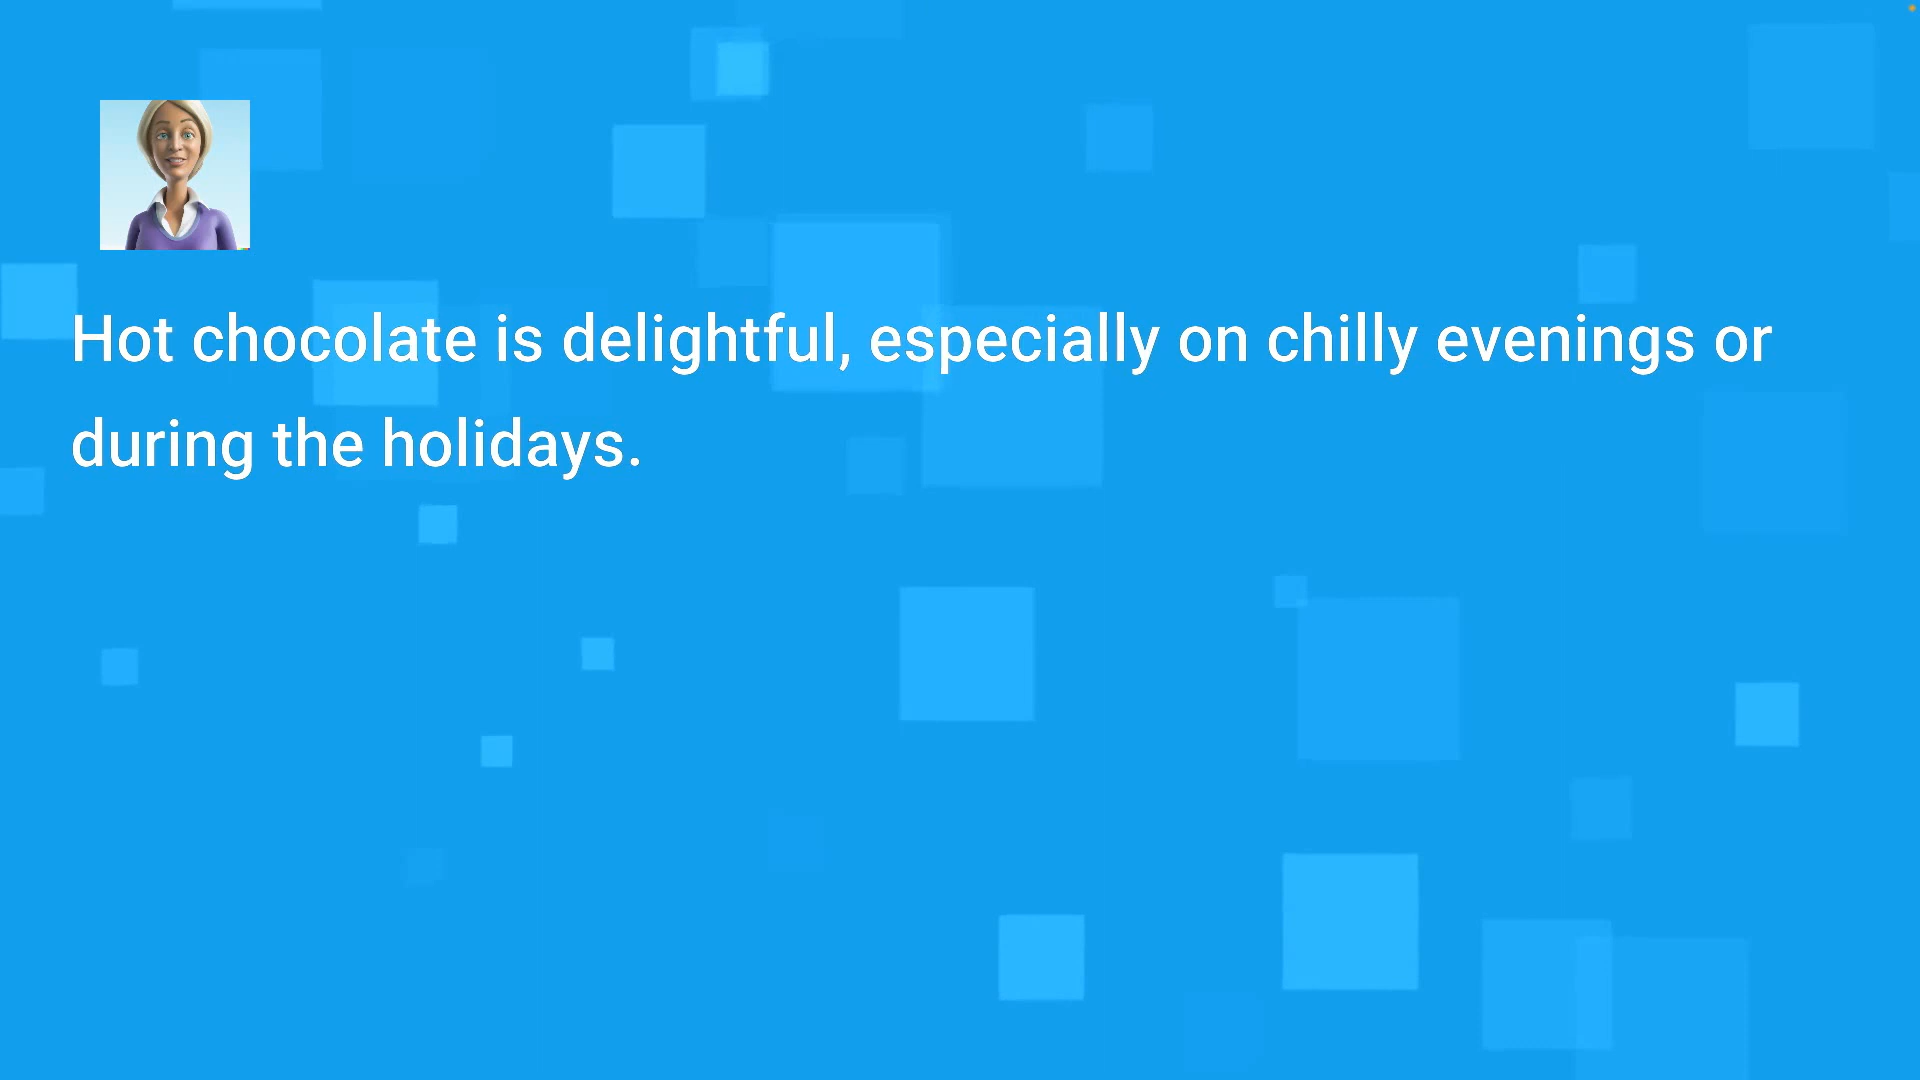 Hot chocolate is delightful, especially on chilly evenings or
during the holidays.